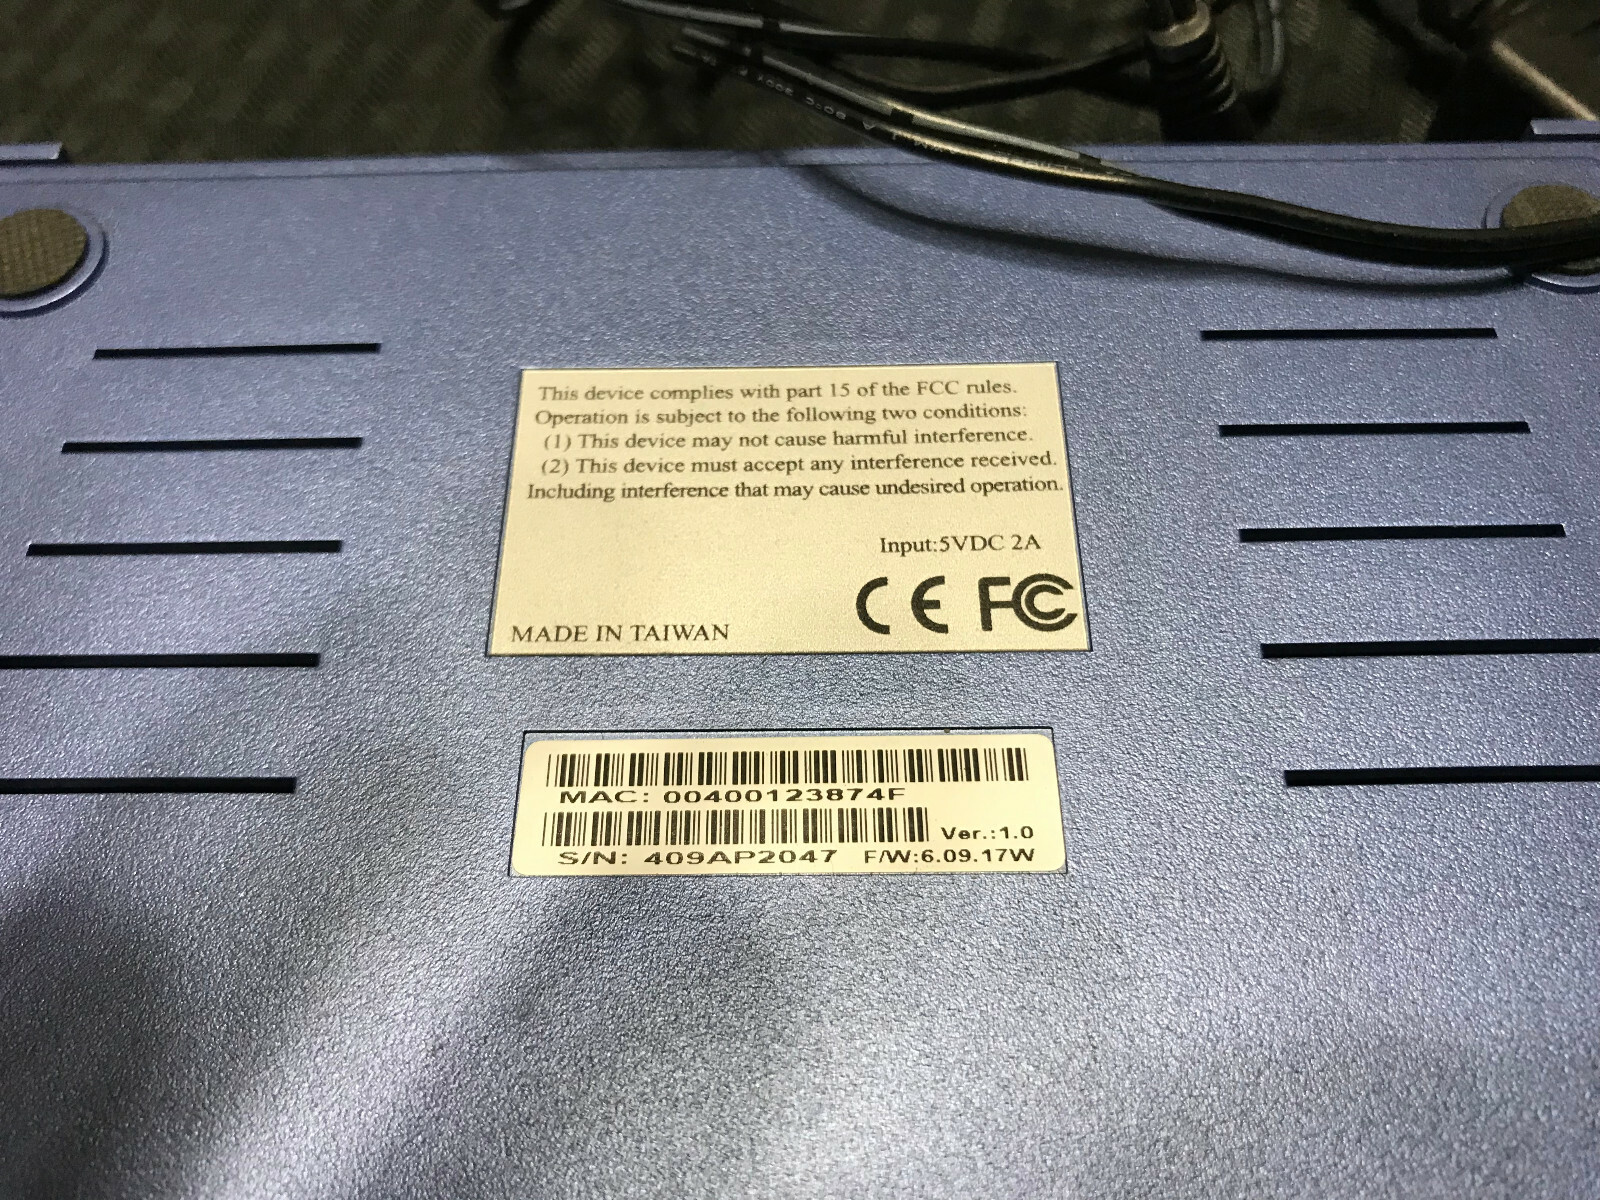 This device complies with part 15 of the FCC rules.
Operation is subject to the following two conditions:
(1) This device may not cause harmful interference.
(2) This device must accept any interference received.
Including interference that may cause undesired operation.
Input:5VDC 2A
CE FC
MADE IN TAIWAN
MAC: 00400123874F
Ver.:1.0
S/N: 409AP2047 F/W:6.09.17W